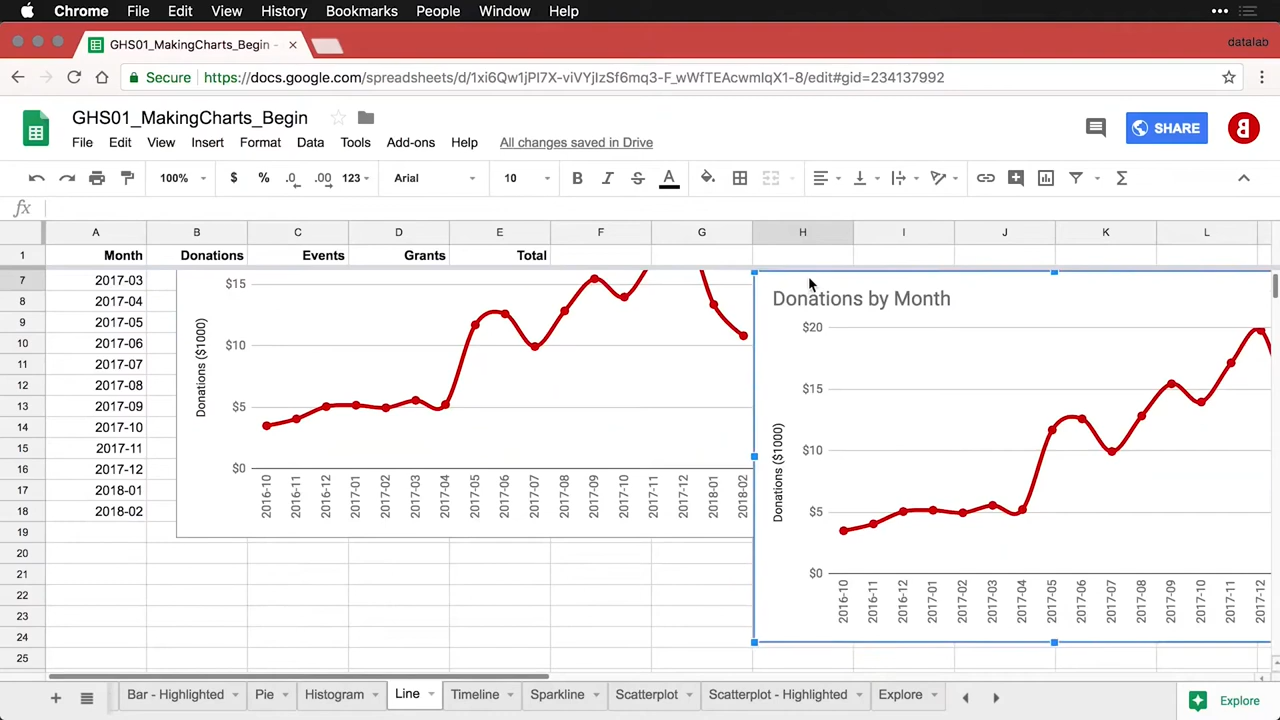 Chrome File Edit View History Bookmarks People Window Help
GHS01_MakingCharts_Begin - × datalab
Secure https://docs.google.com/spreadsheets/d/1xi6Qw1jPl7X-viVYjIzSf6mq3-F_wWfTEAcwmIqX1-8/edit#gid=234137992
GHS01_MakingCharts_Begin
File Edit View Insert Format Data Tools Add-ons Help All changes saved in Drive
SHARE
100% $ % .0 .00 123 Arial 10 B I S A Σ
fx
A B C D E F G H I J K L
1 Month Donations Events Grants Total
7 2017-03
8 2017-04
9 2017-05
10 2017-06
11 2017-07
12 2017-08
13 2017-09
14 2017-10
15 2017-11
16 2017-12
17 2018-01
18 2018-02
19
20
21
22
23
24
25
$15
$10
$5
$0
Donations ($1000)
2016-10 2016-11 2016-12 2017-01 2017-02 2017-03 2017-04 2017-05 2017-06 2017-07 2017-08 2017-09 2017-10 2017-11 2017-12 2018-01 2018-02
Donations by Month
$20
$15
$10
$5
$0
Donations ($1000)
2016-10 2016-11 2016-12 2017-01 2017-02 2017-03 2017-04 2017-05 2017-06 2017-07 2017-08 2017-09 2017-10 2017-11 2017-12
Bar - Highlighted Pie Histogram Line Timeline Sparkline Scatterplot Scatterplot - Highlighted Explore
Explore